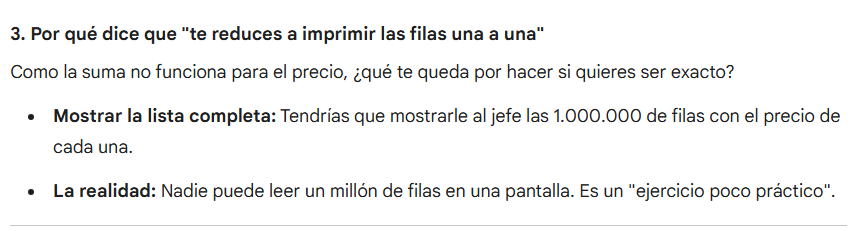 3. Por qué dice que "te reduces a imprimir las filas una a una"
Como la suma no funciona para el precio, ¿qué te queda por hacer si quieres ser exacto?
• Mostrar la lista completa: Tendrías que mostrarle al jefe las 1.000.000 de filas con el precio de
cada una.
• La realidad: Nadie puede leer un millón de filas en una pantalla. Es un "ejercicio poco práctico".